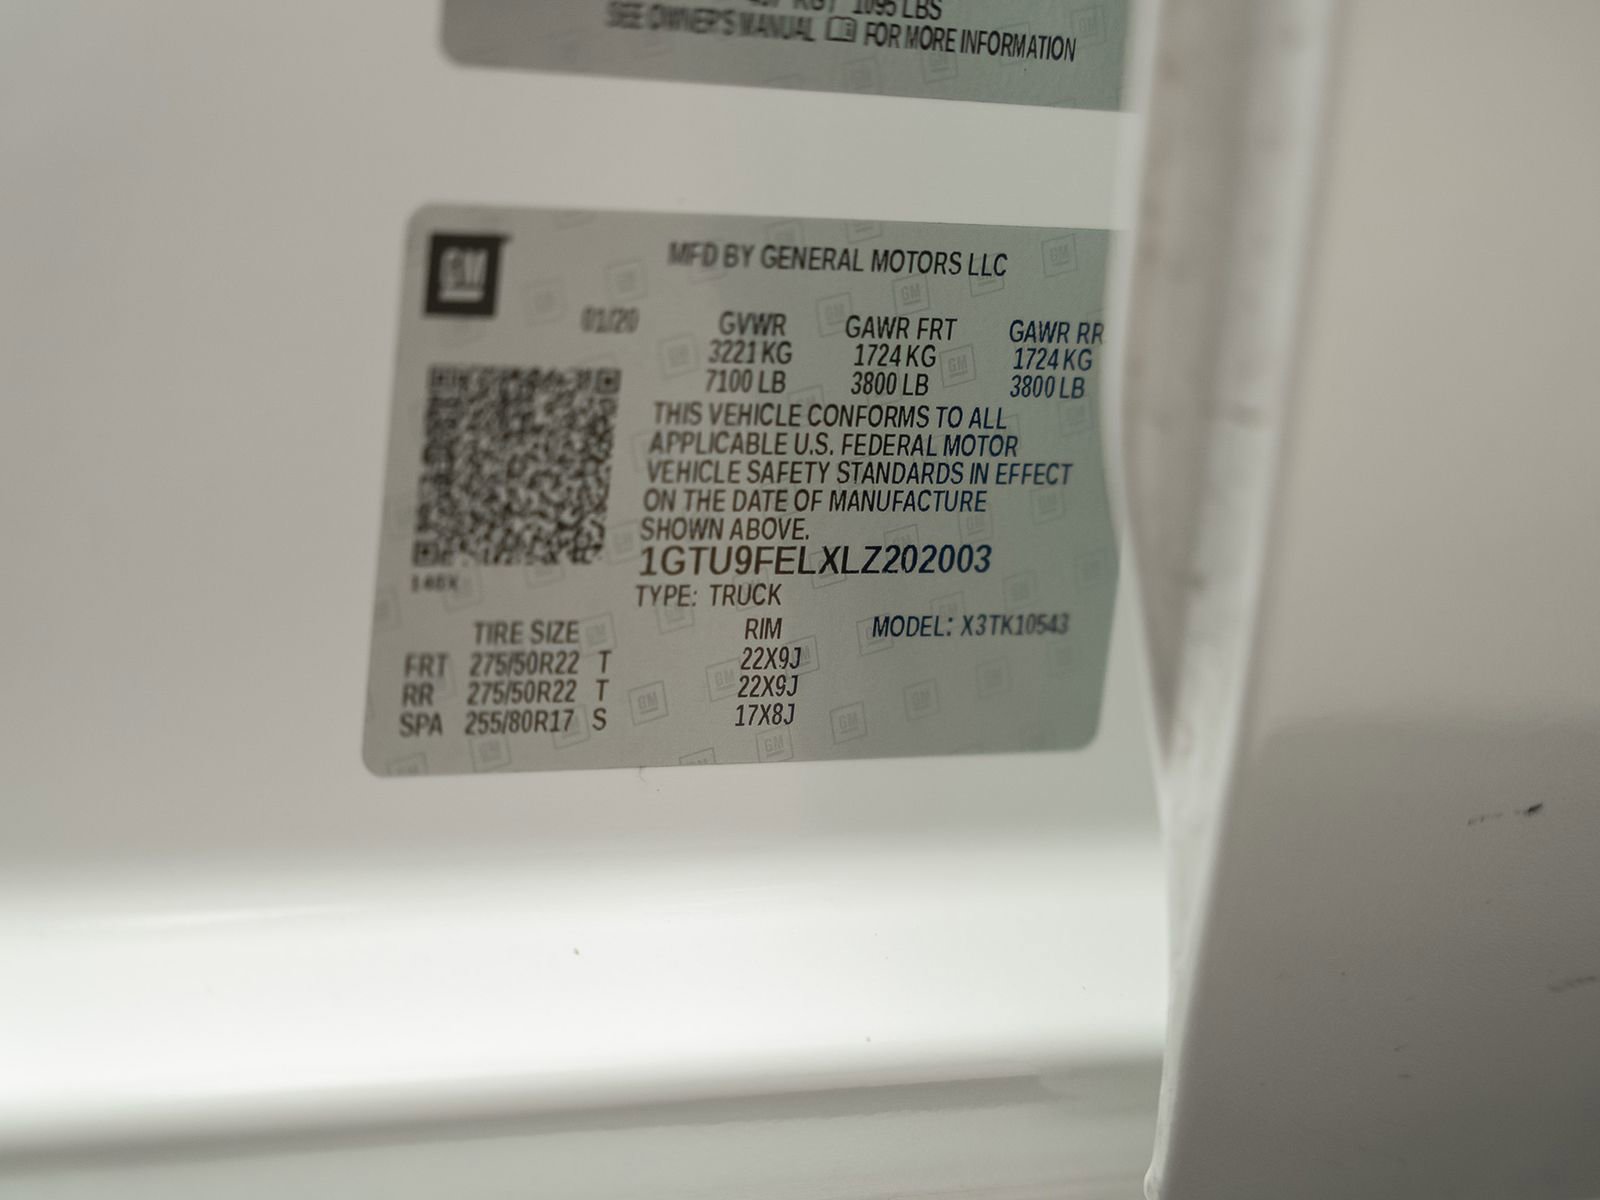 KG 1095 LBS
SEE OWNER'S MANUAL FOR MORE INFORMATION
GM
MFD BY GENERAL MOTORS LLC
01/20 GVWR GAWR FRT GAWR RR
3221 KG 1724 KG 1724 KG
7100 LB 3800 LB 3800 LB
THIS VEHICLE CONFORMS TO ALL
APPLICABLE U.S. FEDERAL MOTOR
VEHICLE SAFETY STANDARDS IN EFFECT
ON THE DATE OF MANUFACTURE
SHOWN ABOVE.
1GTU9FELXLZ202003
TYPE: TRUCK
TIRE SIZE RIM MODEL: X3TK10543
FRT 275/50R22 T 22X9J
RR 275/50R22 T 22X9J
SPA 255/80R17 S 17X8J